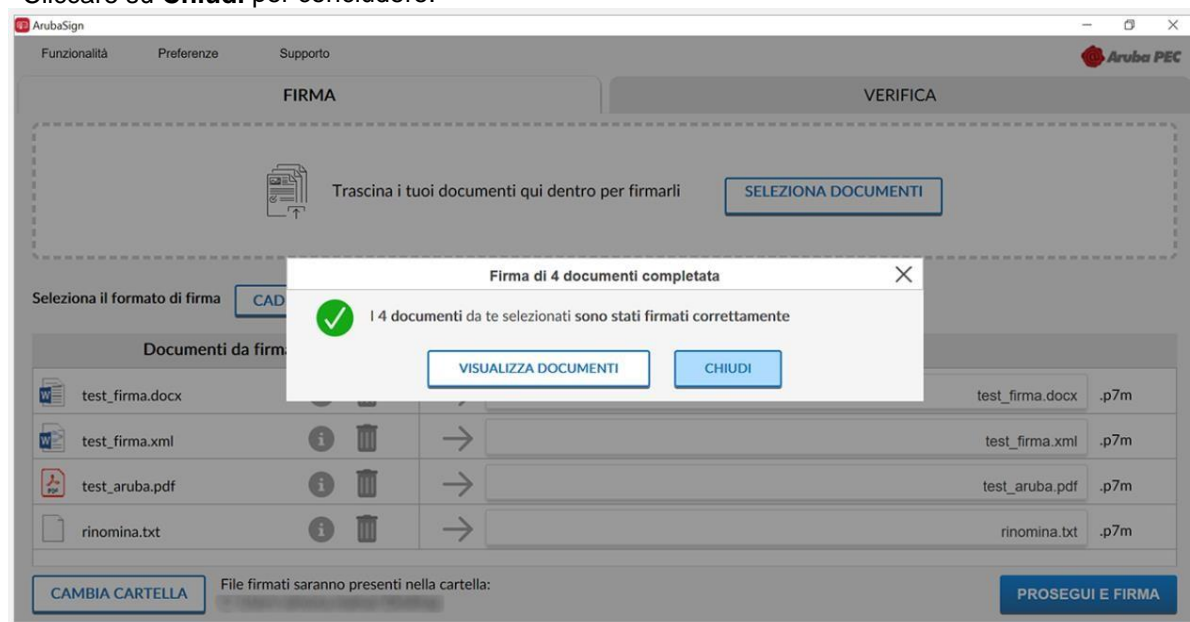 Cliccare su Chiudi per concludere.
ArubaSign
Funzionalità Preferenze Supporto
Aruba PEC
FIRMA VERIFICA
Trascina i tuoi documenti qui dentro per firmarli SELEZIONA DOCUMENTI
Firma di 4 documenti completata
Seleziona il formato di firma CAD
I 4 documenti da te selezionati sono stati firmati correttamente
Documenti da firm
VISUALIZZA DOCUMENTI CHIUDI
test_firma.docx test_firma.docx .p7m
test_firma.xml test_firma.xml .p7m
test_aruba.pdf test_aruba.pdf .p7m
rinomina.txt rinomina.txt .p7m
CAMBIA CARTELLA File firmati saranno presenti nella cartella: PROSEGUI E FIRMA